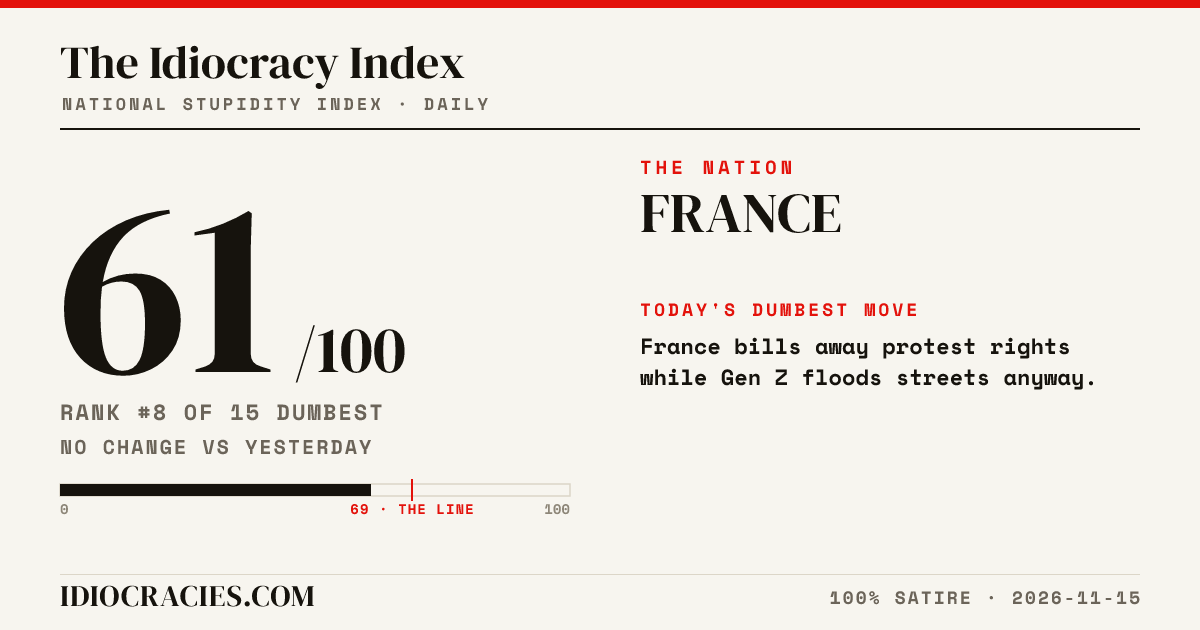 The Idiocracy Index
NATIONAL STUPIDITY INDEX · DAILY
61 /100
RANK #8 OF 15 DUMBEST
NO CHANGE VS YESTERDAY
0
69 · THE LINE
100
THE NATION
FRANCE
TODAY'S DUMBEST MOVE
France bills away protest rights
while Gen Z floods streets anyway.
IDIOCRACIES.COM
100% SATIRE · 2026-11-15